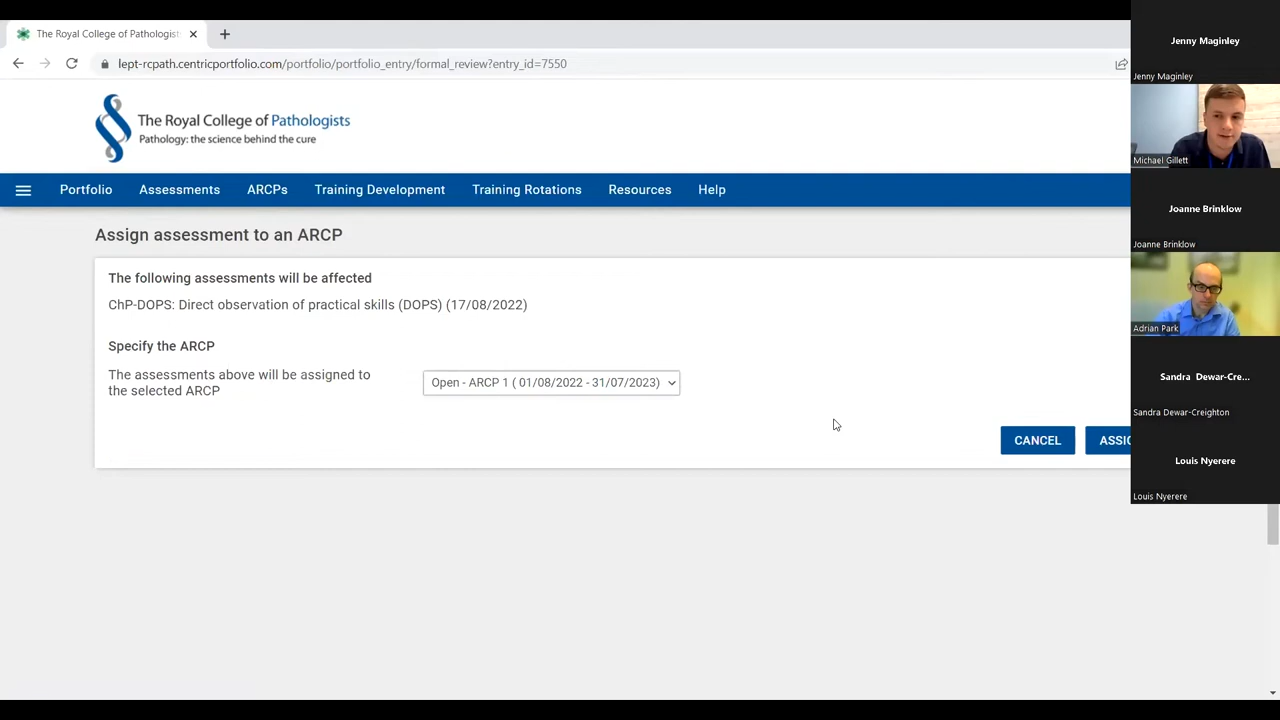 The Royal College of Pathologist
lept-rcpath.centricportfolio.com/portfolio/portfolio_entry/formal_review?entry_id=7550
The Royal College of Pathologists
Pathology: the science behind the cure
Portfolio Assessments ARCPs Training Development Training Rotations Resources Help
Assign assessment to an ARCP
The following assessments will be affected
ChP-DOPS: Direct observation of practical skills (DOPS) (17/08/2022)
Specify the ARCP
The assessments above will be assigned to
the selected ARCP
Open - ARCP 1 ( 01/08/2022 - 31/07/2023)
CANCEL
Jenny Maginley
Jenny Maginley
Michael Gillett
Joanne Brinklow
Joanne Brinklow
Adrian Park
Sandra Dewar-Cre...
Sandra Dewar-Creighton
Louis Nyerere
Louis Nyerere